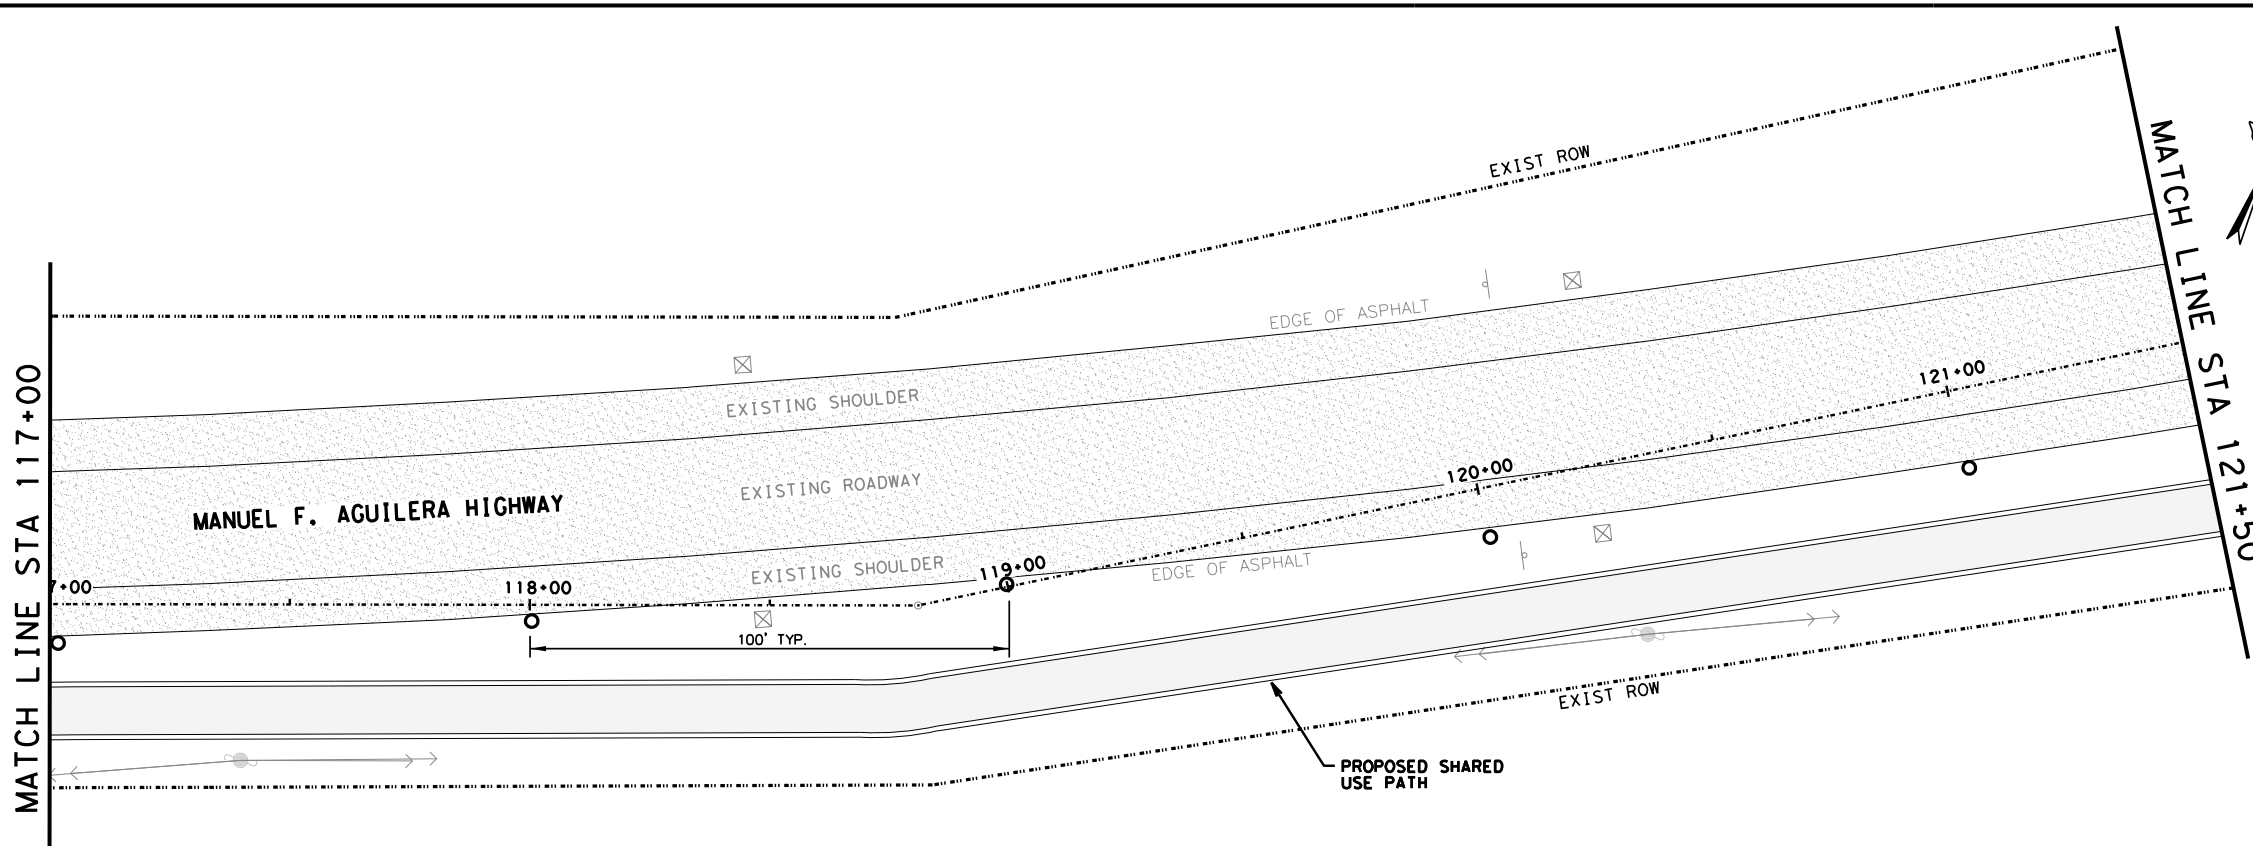 EXIST ROW
EDGE OF ASPHALT
EXISTING SHOULDER
121+00
120+00
EXISTING ROADWAY
MANUEL F. AGUILERA HIGHWAY
EXISTING SHOULDER
119+00
EDGE OF ASPHALT
7+00
118+00
100' TYP.
EXIST ROW
PROPOSED SHARED
USE PATH
MATCH LINE STA 117+00
MATCH LINE STA 121+50